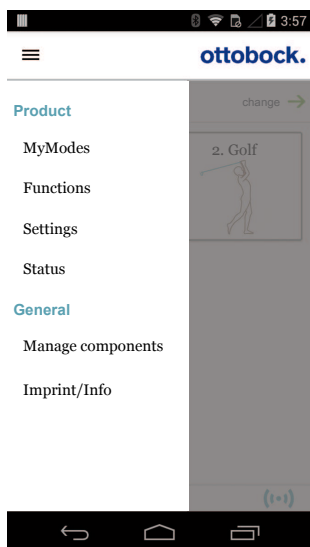 3:57
ottobock.
change
Product
MyModes
2. Golf
Functions
Settings
Status
General
Manage components
Imprint/Info